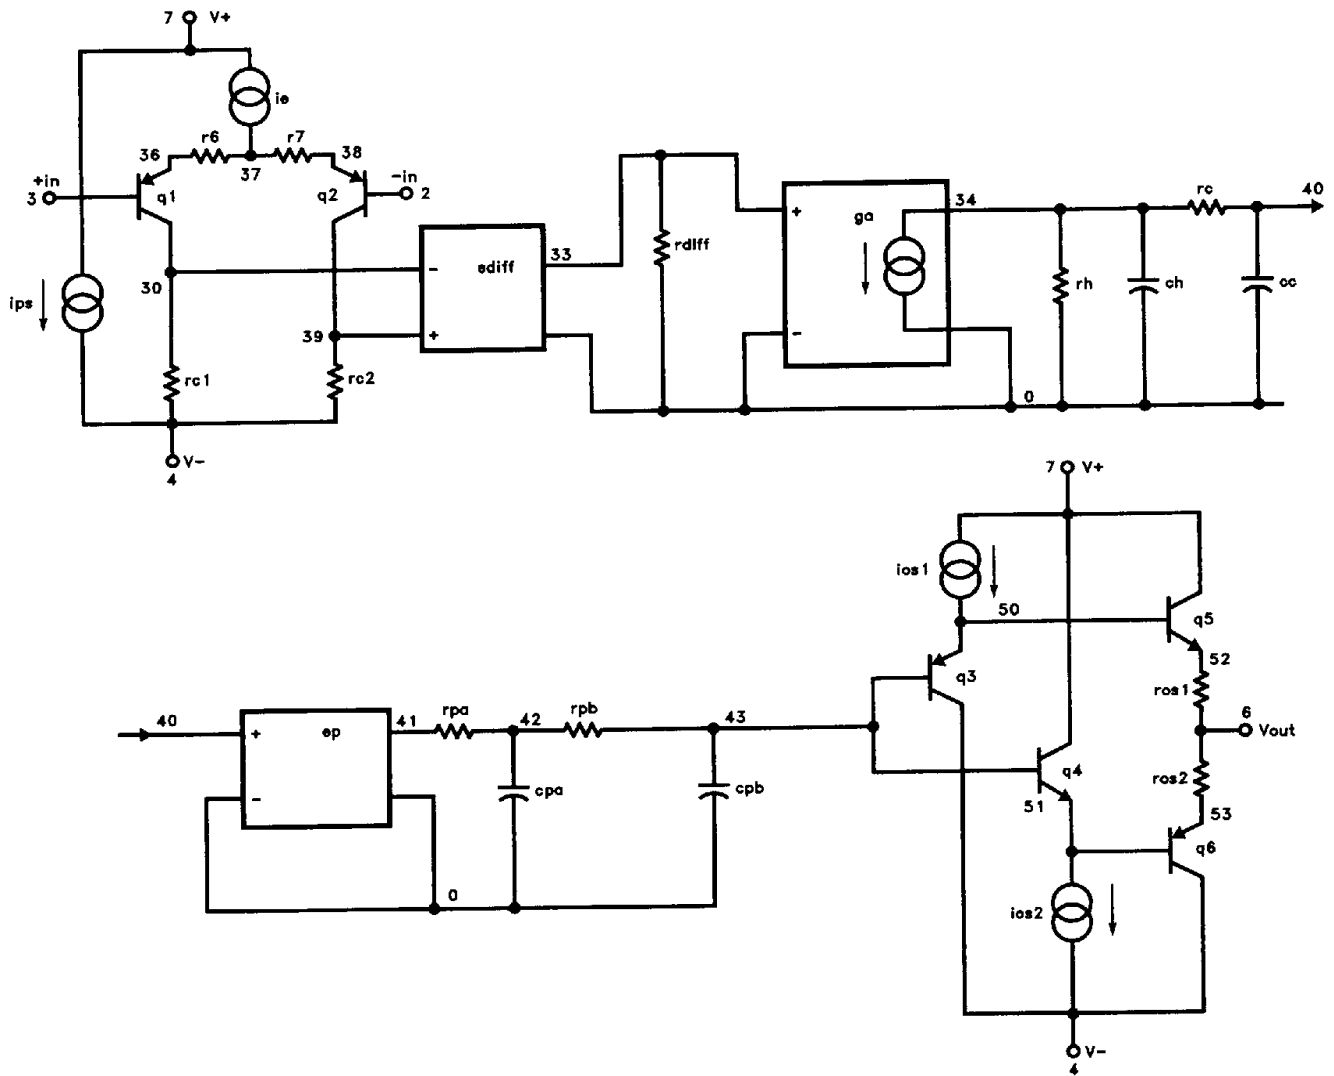 7 V+
ie
r6 r7
36 38
37
+in -in
3 q1 q2 2
33
ediff
-
+
30
39
ips
rc1 rc2
V-
4
rdiff
+
-
ga
34
rc
40
rh ch cc
0
7 V+
ios1
50
q5
q3
52
ros1
6
Vout
ros2
q4
51
53
q6
ios2
V-
4
40
+
-
ep
41 rpa 42 rpb 43
cpa cpb
0